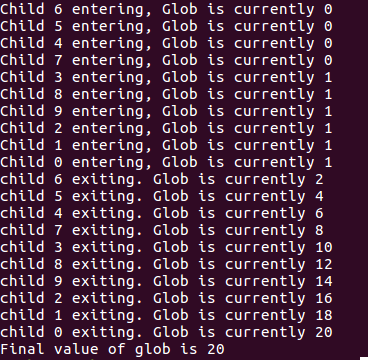 Child 6 entering, Glob is currently 0
Child 5 entering, Glob is currently 0
Child 4 entering, Glob is currently 0
Child 7 entering, Glob is currently 0
Child 3 entering, Glob is currently 1
Child 8 entering, Glob is currently 1
Child 9 entering, Glob is currently 1
Child 2 entering, Glob is currently 1
Child 1 entering, Glob is currently 1
Child 0 entering, Glob is currently 1
child 6 exiting. Glob is currently 2
child 5 exiting. Glob is currently 4
child 4 exiting. Glob is currently 6
child 7 exiting. Glob is currently 8
child 3 exiting. Glob is currently 10
child 8 exiting. Glob is currently 12
child 9 exiting. Glob is currently 14
child 2 exiting. Glob is currently 16
child 1 exiting. Glob is currently 18
child 0 exiting. Glob is currently 20
Final value of glob is 20